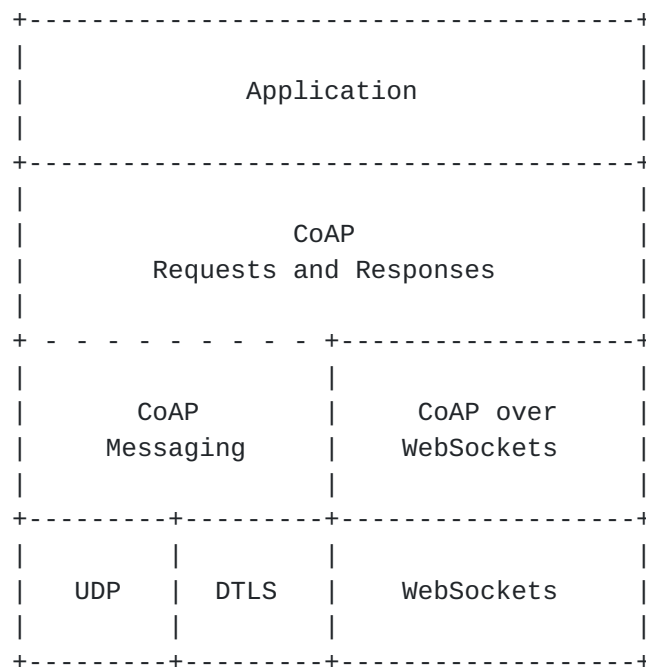 Application
CoAP
Requests and Responses
CoAP CoAP over
Messaging WebSockets
UDP DTLS WebSockets